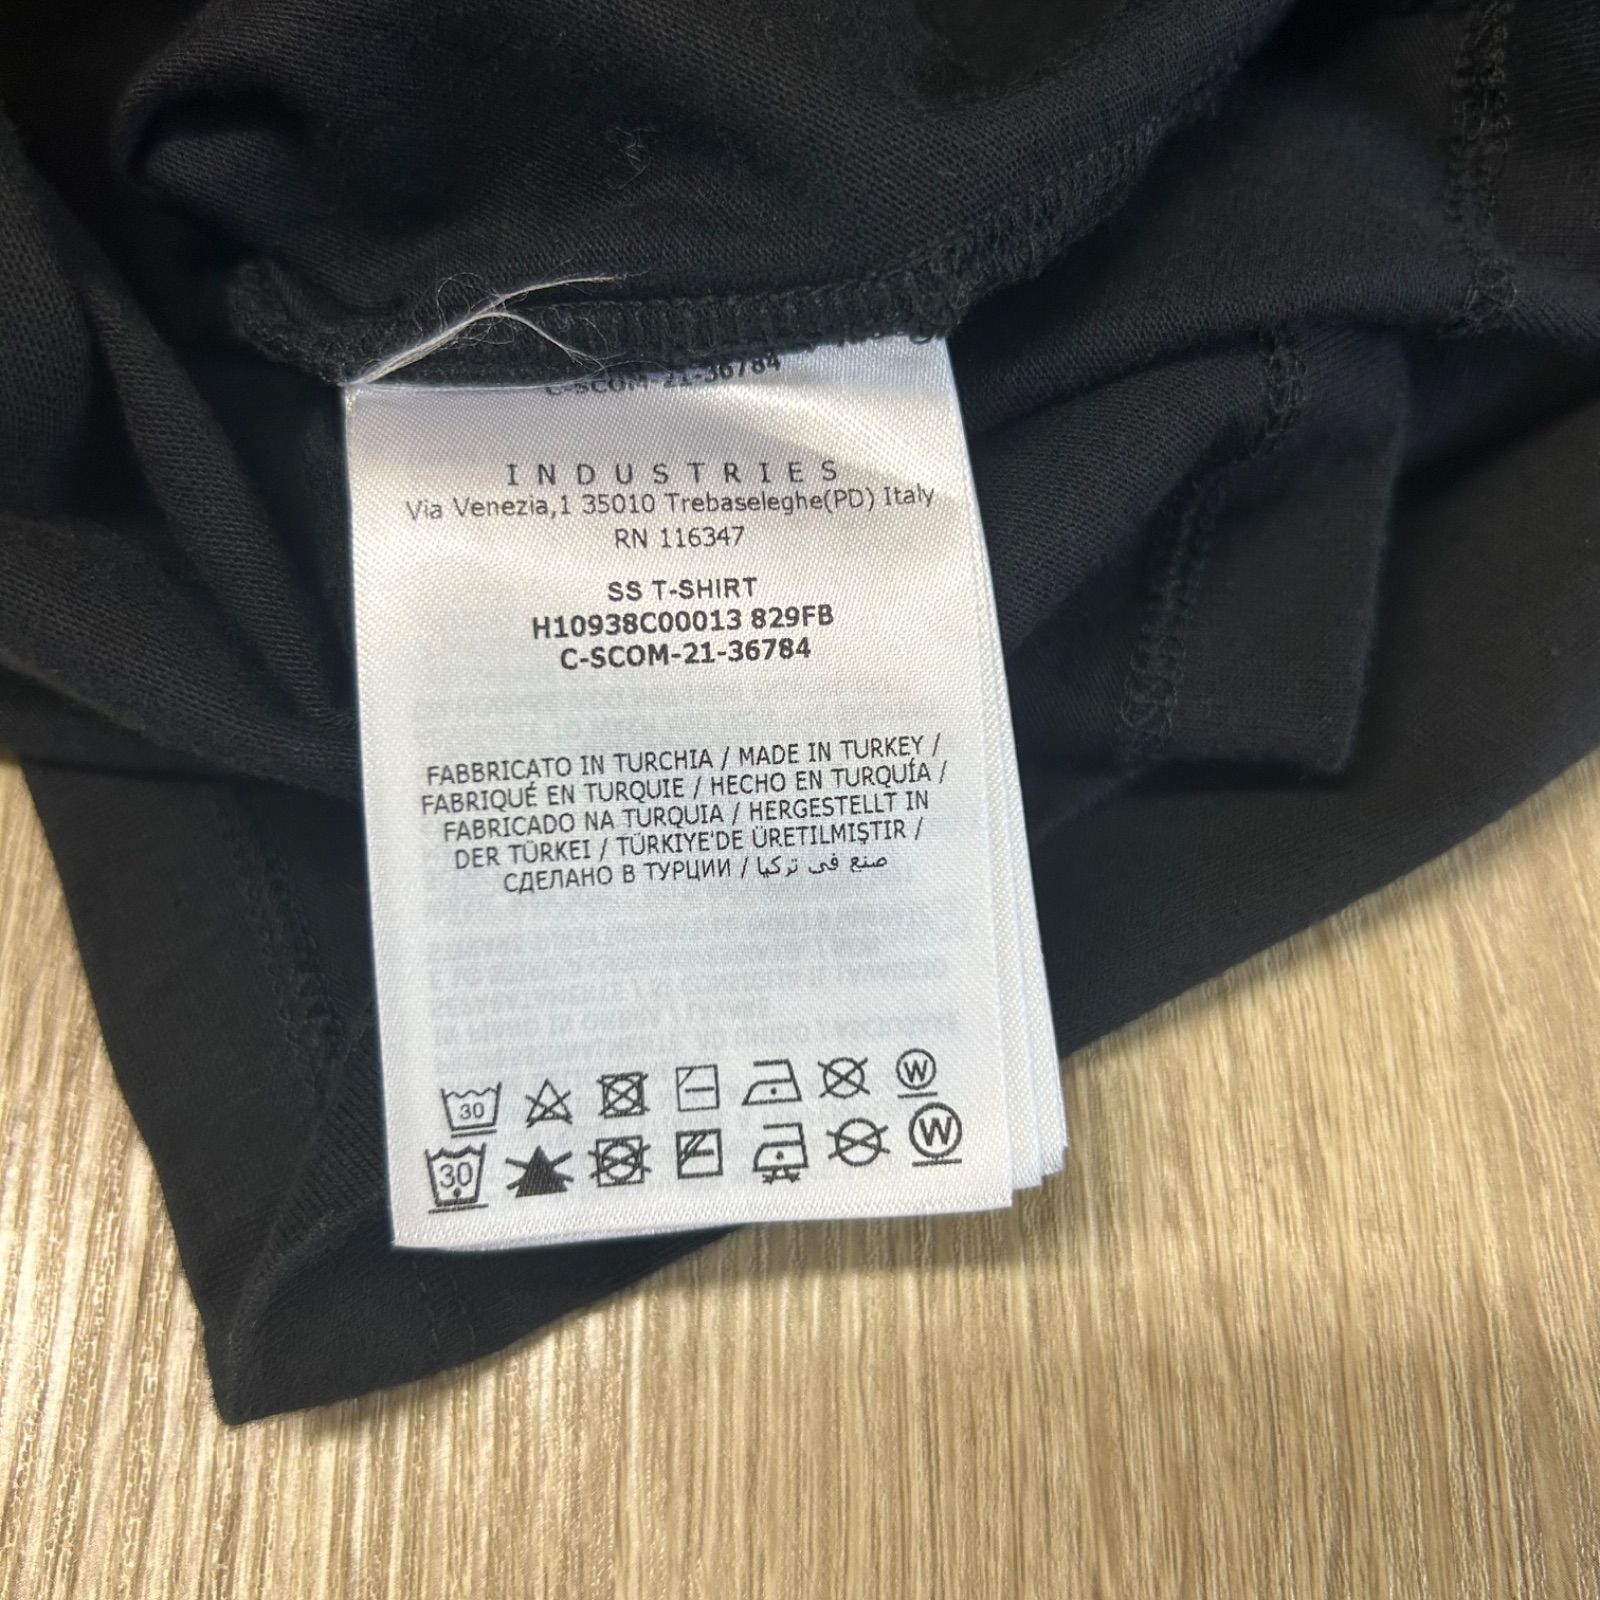 C-SCOM-21-36784
INDUSTRIES
Via Venezia,1 35010 Trebaseleghe(PD) Italy
RN 116347
SS T-SHIRT
H10938C00013 829FB
C-SCOM-21-36784
FABBRICATO IN TURCHIA / MADE IN TURKEY /
FABRIQUÉ EN TURQUIE / HECHO EN TURQUÍA /
FABRICADO NA TURQUIA / HERGESTELLT IN
DER TÜRKEI / TÜRKIYE'DE ÜRETILMIŞTIR /
СДЕЛАНО В ТУРЦИИ / صنع في تركيا
30 W
30 W